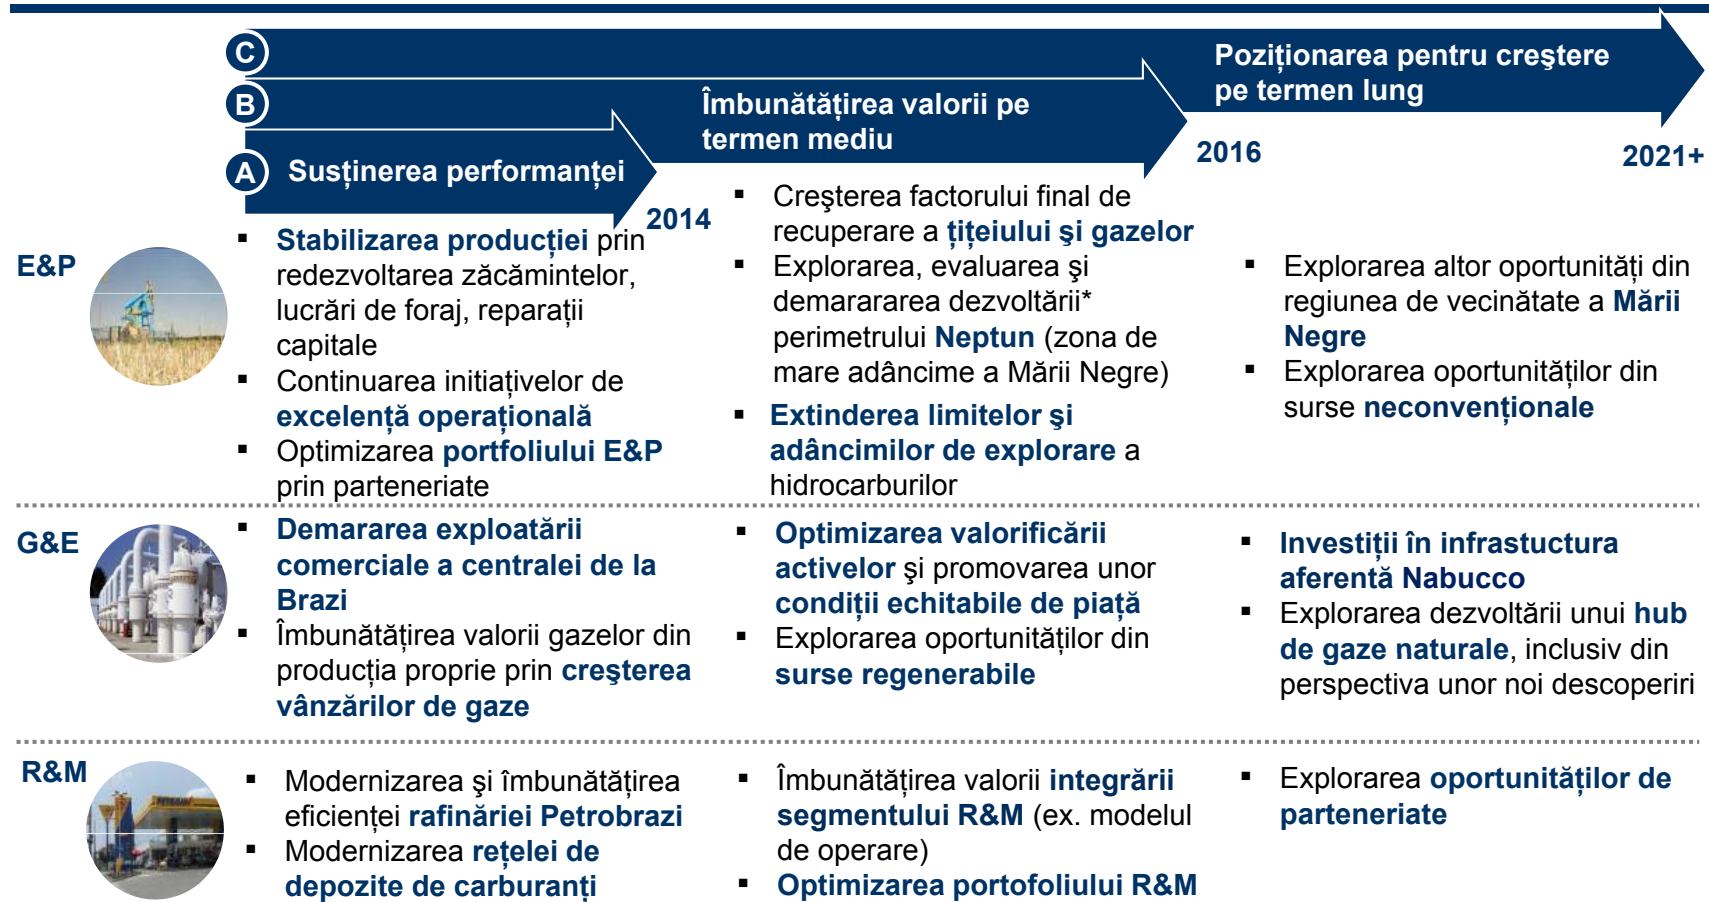 C
Poziționarea pentru creştere
pe termen lung
B
Îmbunătățirea valorii pe
termen mediu
2016
2021+
A
Susținerea performanței
2014
E&P
▪ Stabilizarea producției prin
redezvoltarea zăcămintelor,
lucrări de foraj, reparații
capitale
▪ Continuarea inițiativelor de
excelență operațională
▪ Optimizarea portfoliului E&P
prin parteneriate
▪ Creşterea factorului final de
recuperare a țițeiului şi gazelor
▪ Explorarea, evaluarea şi
demararararea dezvoltării*
perimetrului Neptun (zona de
mare adâncime a Mării Negre)
▪ Extinderea limitelor şi
adâncimilor de explorare a
hidrocarburilor
▪ Explorarea altor oportunități din
regiunea de vecinătate a Mării
Negre
▪ Explorarea oportunităților din
surse neconvenționale
G&E
▪ Demararea exploatării
comerciale a centralei de la
Brazi
▪ Îmbunătățirea valorii gazelor din
producția proprie prin creşterea
vânzărilor de gaze
▪ Optimizarea valorificării
activelor şi promovarea unor
condiții echitabile de piață
▪ Explorarea oportunităților din
surse regenerabile
▪ Investiții în infrastuctura
aferentă Nabucco
▪ Explorarea dezvoltării unui hub
de gaze naturale, inclusiv din
perspectiva unor noi descoperiri
R&M
▪ Modernizarea şi îmbunătățirea
eficienței rafinăriei Petrobrazi
▪ Modernizarea rețelei de
depozite de carburanți
▪ Îmbunătățirea valorii integrării
segmentului R&M (ex. modelul
de operare)
▪ Optimizarea portofoliului R&M
▪ Explorarea oportunităților de
parteneriate